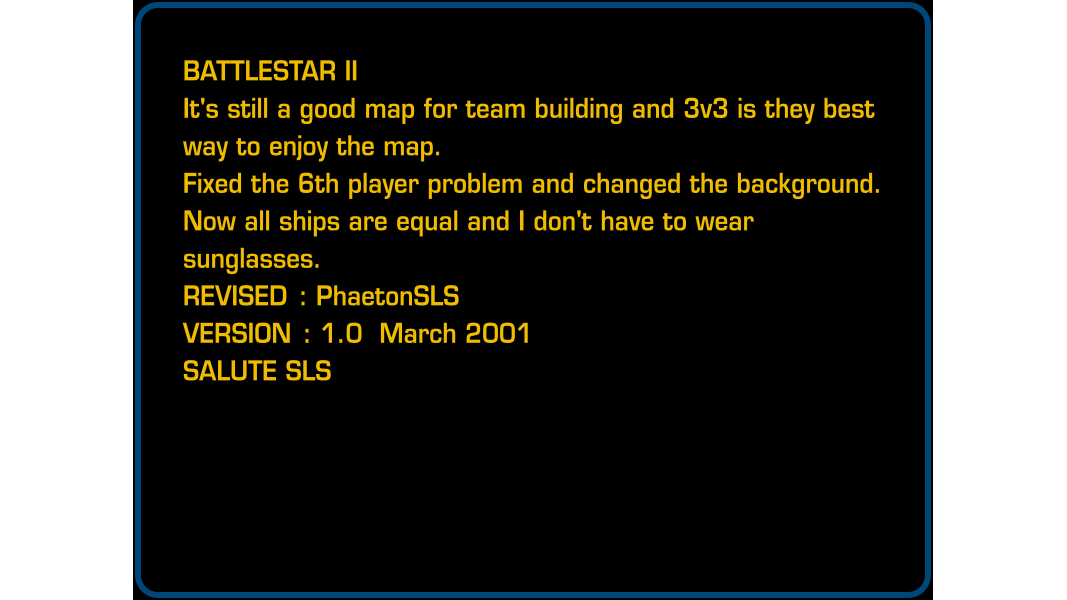 BATTLESTAR II
It's still a good map for team building and 3v3 is they best
way to enjoy the map.
Fixed the 6th player problem and changed the background.
Now all ships are equal and I don't have to wear
sunglasses.
REVISED : PhaetonSLS
VERSION : 1.0  March 2001
SALUTE SLS